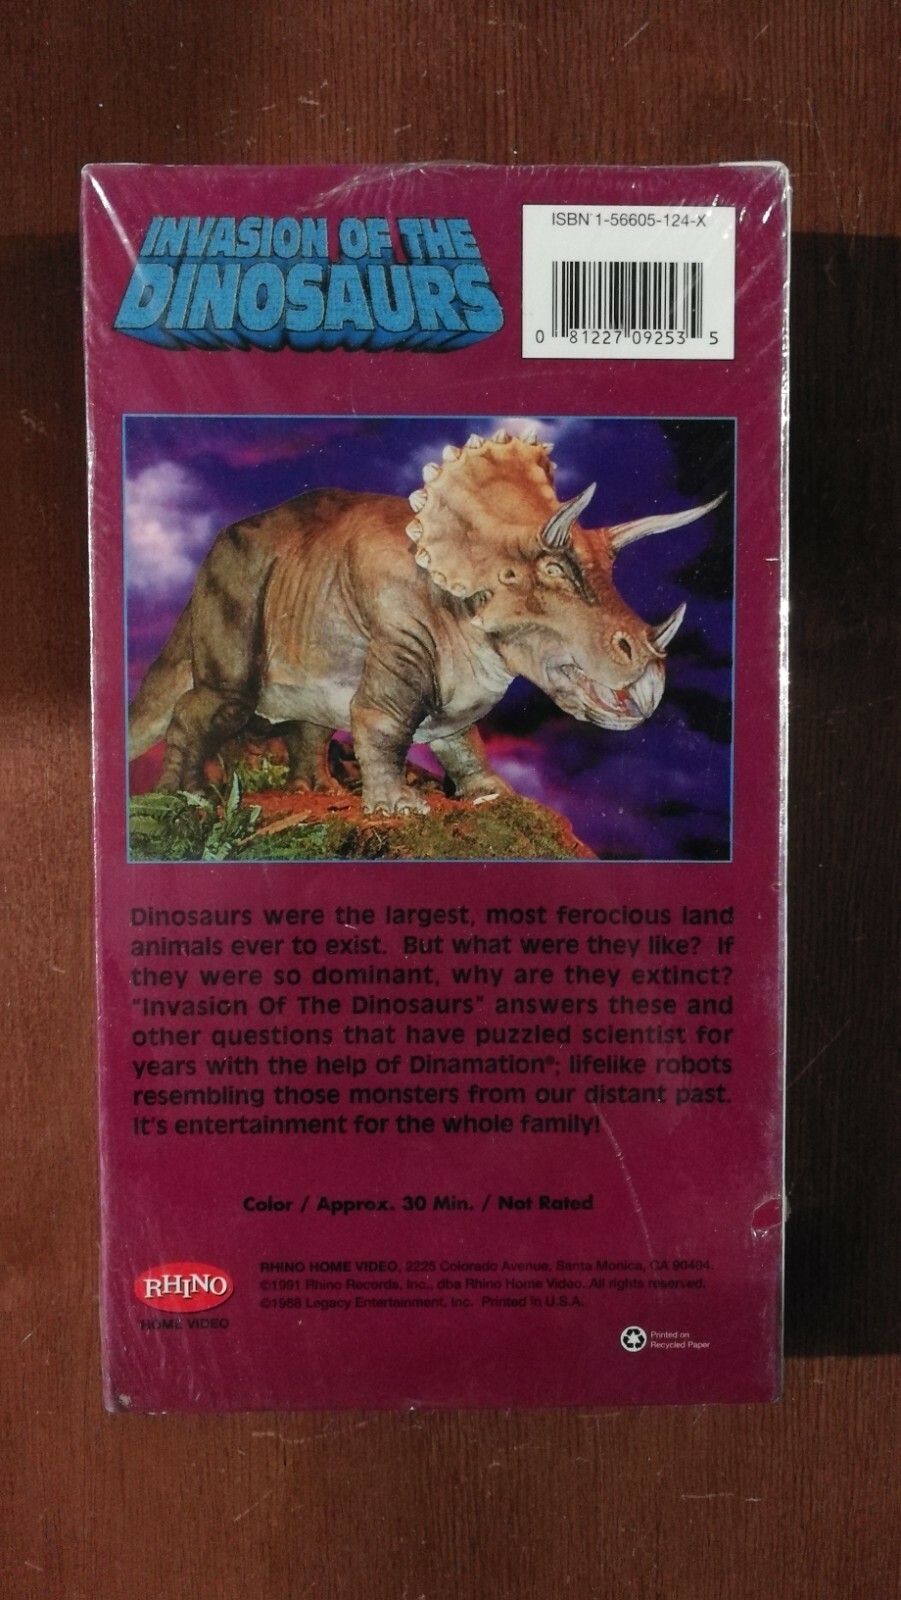 INVASION OF THE
DINOSAURS
ISBN 1-56605-124-X
0 81227 09253 5
Dinosaurs were the largest, most ferocious land
animals ever to exist. But what were they like? If
they were so dominant, why are they extinct?
"Invasion Of The Dinosaurs" answers these and
other questions that have puzzled scientist for
years with the help of Dinamation®; lifelike robots
resembling those monsters from our distant past.
It's entertainment for the whole family!
Color / Approx. 30 Min. / Not Rated
RHINO
HOME VIDEO
RHINO HOME VIDEO, 2225 Colorado Avenue, Santa Monica, CA 90404.
©1991 Rhino Records, Inc., dba Rhino Home Video. All rights reserved.
©1988 Legacy Entertainment, Inc. Printed in U.S.A.
Printed on
Recycled Paper